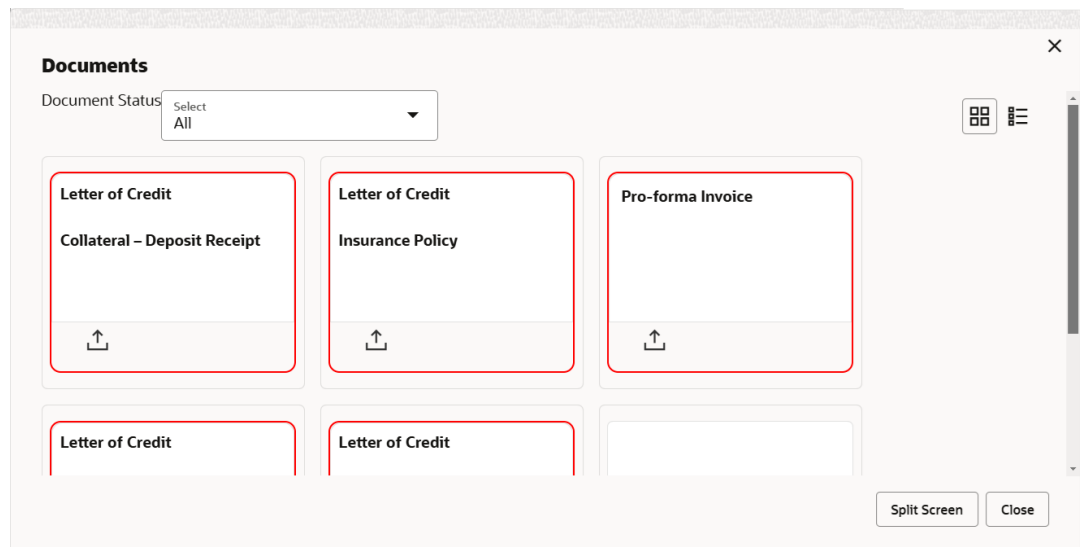 Documents
Document Status
Select
All
Letter of Credit
Collateral – Deposit Receipt
Letter of Credit
Insurance Policy
Pro-forma Invoice
Letter of Credit
Letter of Credit
Split Screen
Close